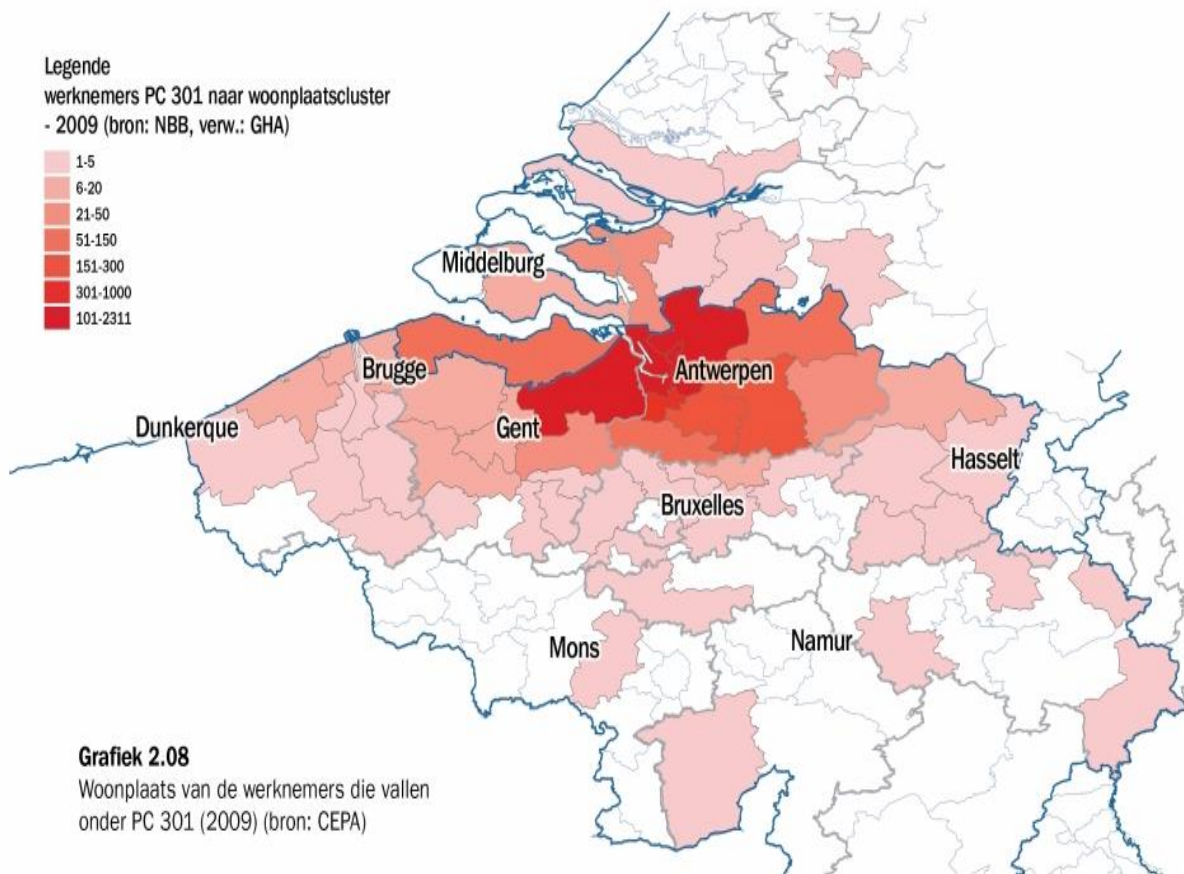 Legende
werknemers PC 301 naar woonplaatscluster
- 2009 (bron: NBB, verw.: GHA)
1-5
6-20
21-50
51-150
151-300
301-1000
101-2311
Middelburg
Brugge
Antwerpen
Dunkerque
Gent
Hasselt
Bruxelles
Mons
Namur
Grafiek 2.08
Woonplaats van de werknemers die vallen
onder PC 301 (2009) (bron: CEPA)